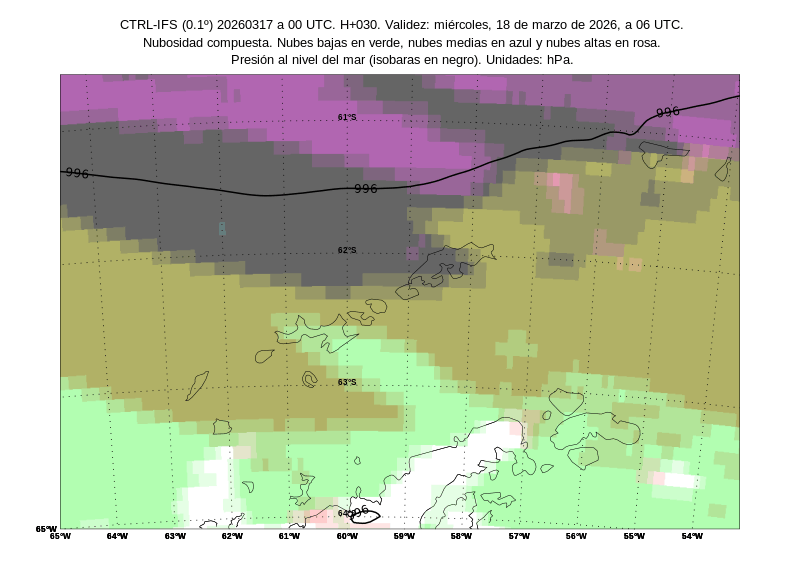 CTRL-IFS (0.1º) 20260317 a 00 UTC. H+030. Validez: miércoles, 18 de marzo de 2026, a 06 UTC.
Nubosidad compuesta. Nubes bajas en verde, nubes medias en azul y nubes altas en rosa.
Presión al nivel del mar (isobaras en negro). Unidades: hPa.
996
61°S
996
996
62°S
63°S
65°W
65°W 64°W 63°W 62°W 61°W 60°W 59°W 58°W 57°W 56°W 55°W 54°W